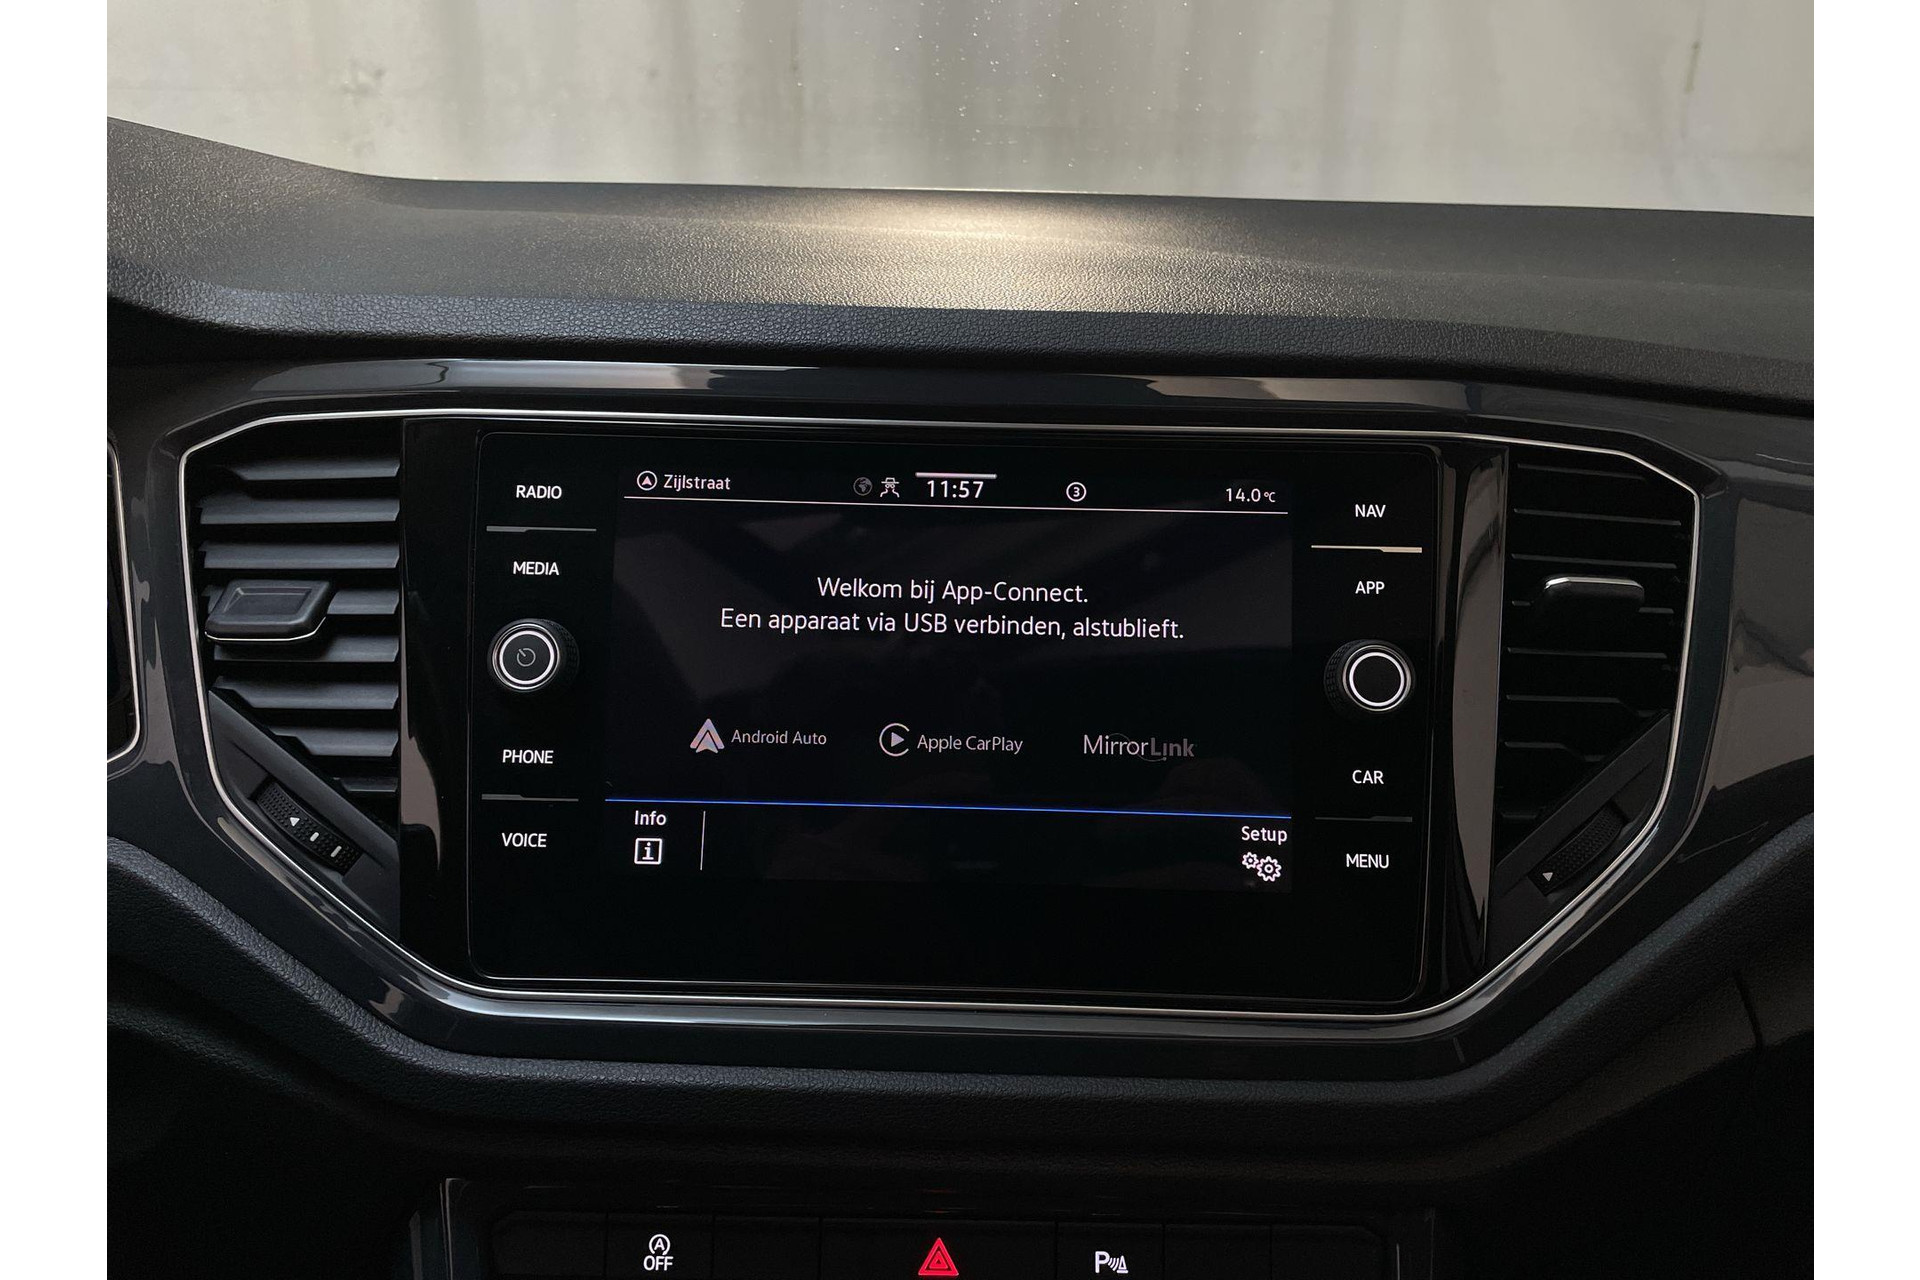 RADIO
MEDIA
PHONE
VOICE
Zijlstraat
11:57
3
14.0 °C
Welkom bij App-Connect.
Een apparaat via USB verbinden, alstublieft.
Android Auto
Apple CarPlay
MirrorLink
Info
i
Setup
NAV
APP
CAR
MENU
A
OFF
P